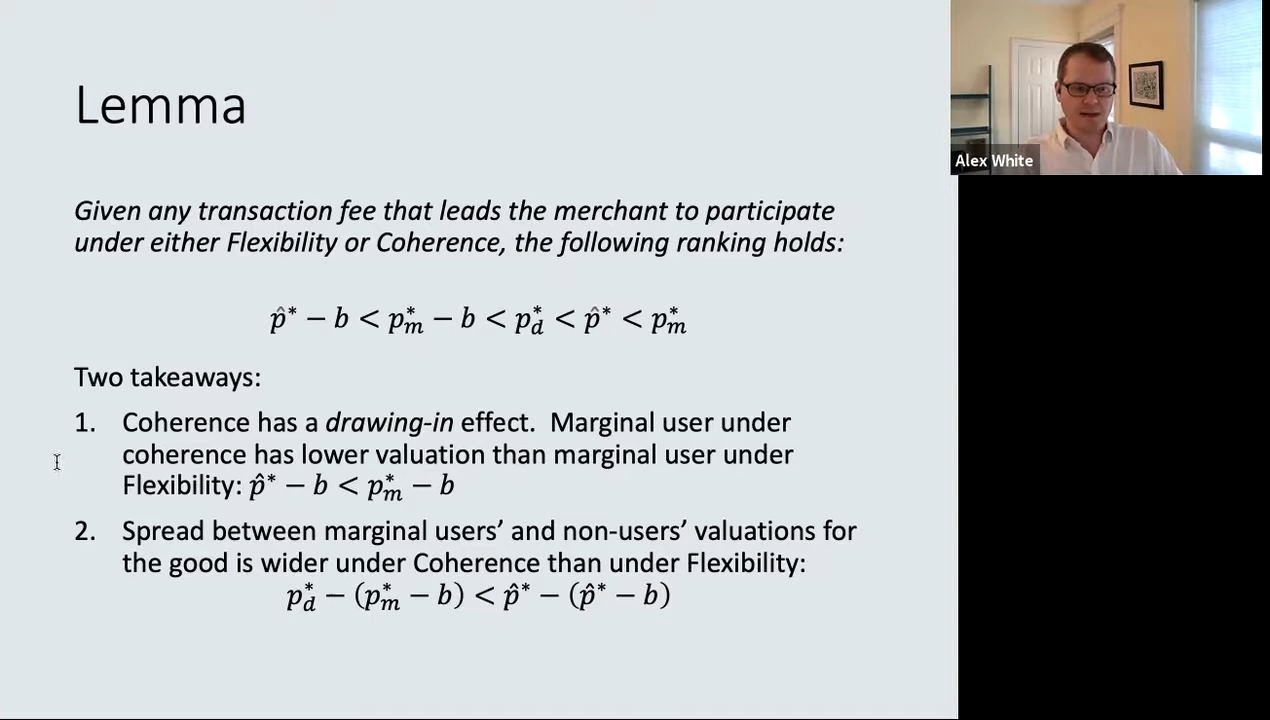 Lemma
Alex White
Given any transaction fee that leads the merchant to participate
under either Flexibility or Coherence, the following ranking holds:
p̂* − b < p*ₘ − b < p*_d < p̂* < p*ₘ
Two takeaways:
1. Coherence has a drawing-in effect. Marginal user under
coherence has lower valuation than marginal user under
Flexibility: p̂* − b < p*ₘ − b
2. Spread between marginal users' and non-users' valuations for
the good is wider under Coherence than under Flexibility:
p*_d − (p*ₘ − b) < p̂* − (p̂* − b)